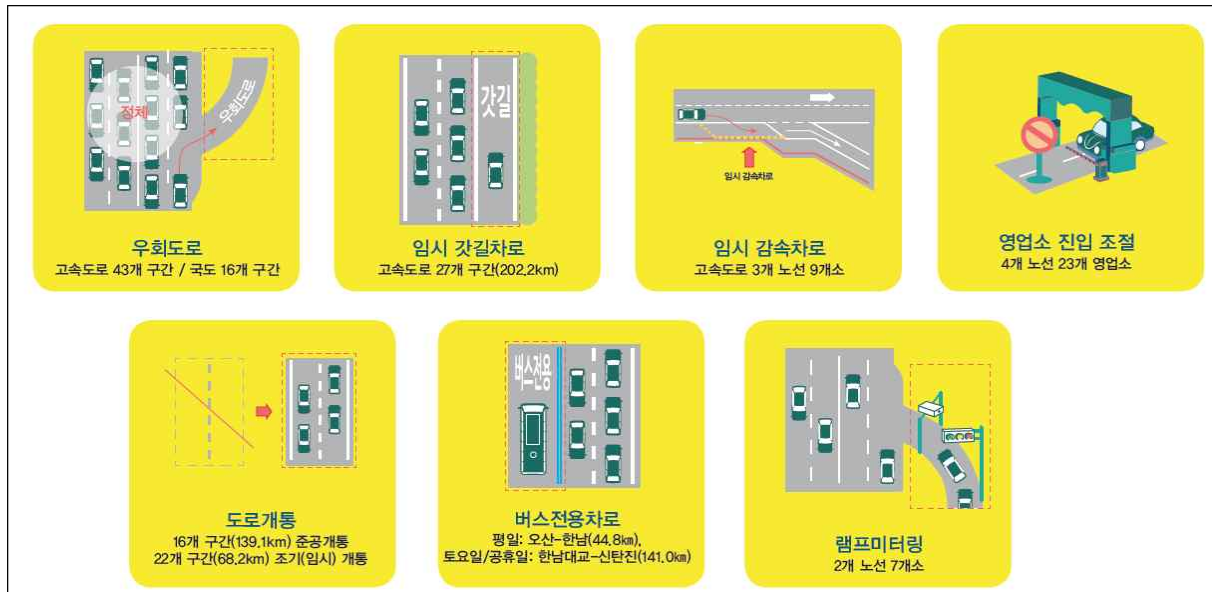 정체
우회도로
우회도로
고속도로 43개 구간 / 국도 16개 구간
갓길
임시 갓길차로
고속도로 27개 구간(202.2km)
임시 감속차로
임시 감속차로
고속도로 3개 노선 9개소
영업소 진입 조절
4개 노선 23개 영업소
도로개통
16개 구간(139.1km) 준공개통
22개 구간(68.2km) 조기(임시) 개통
버스전용
버스전용차로
평일: 오산-한남(44.8㎞),
토요일/공휴일: 한남대교-신탄진(141.0㎞)
램프미터링
2개 노선 7개소